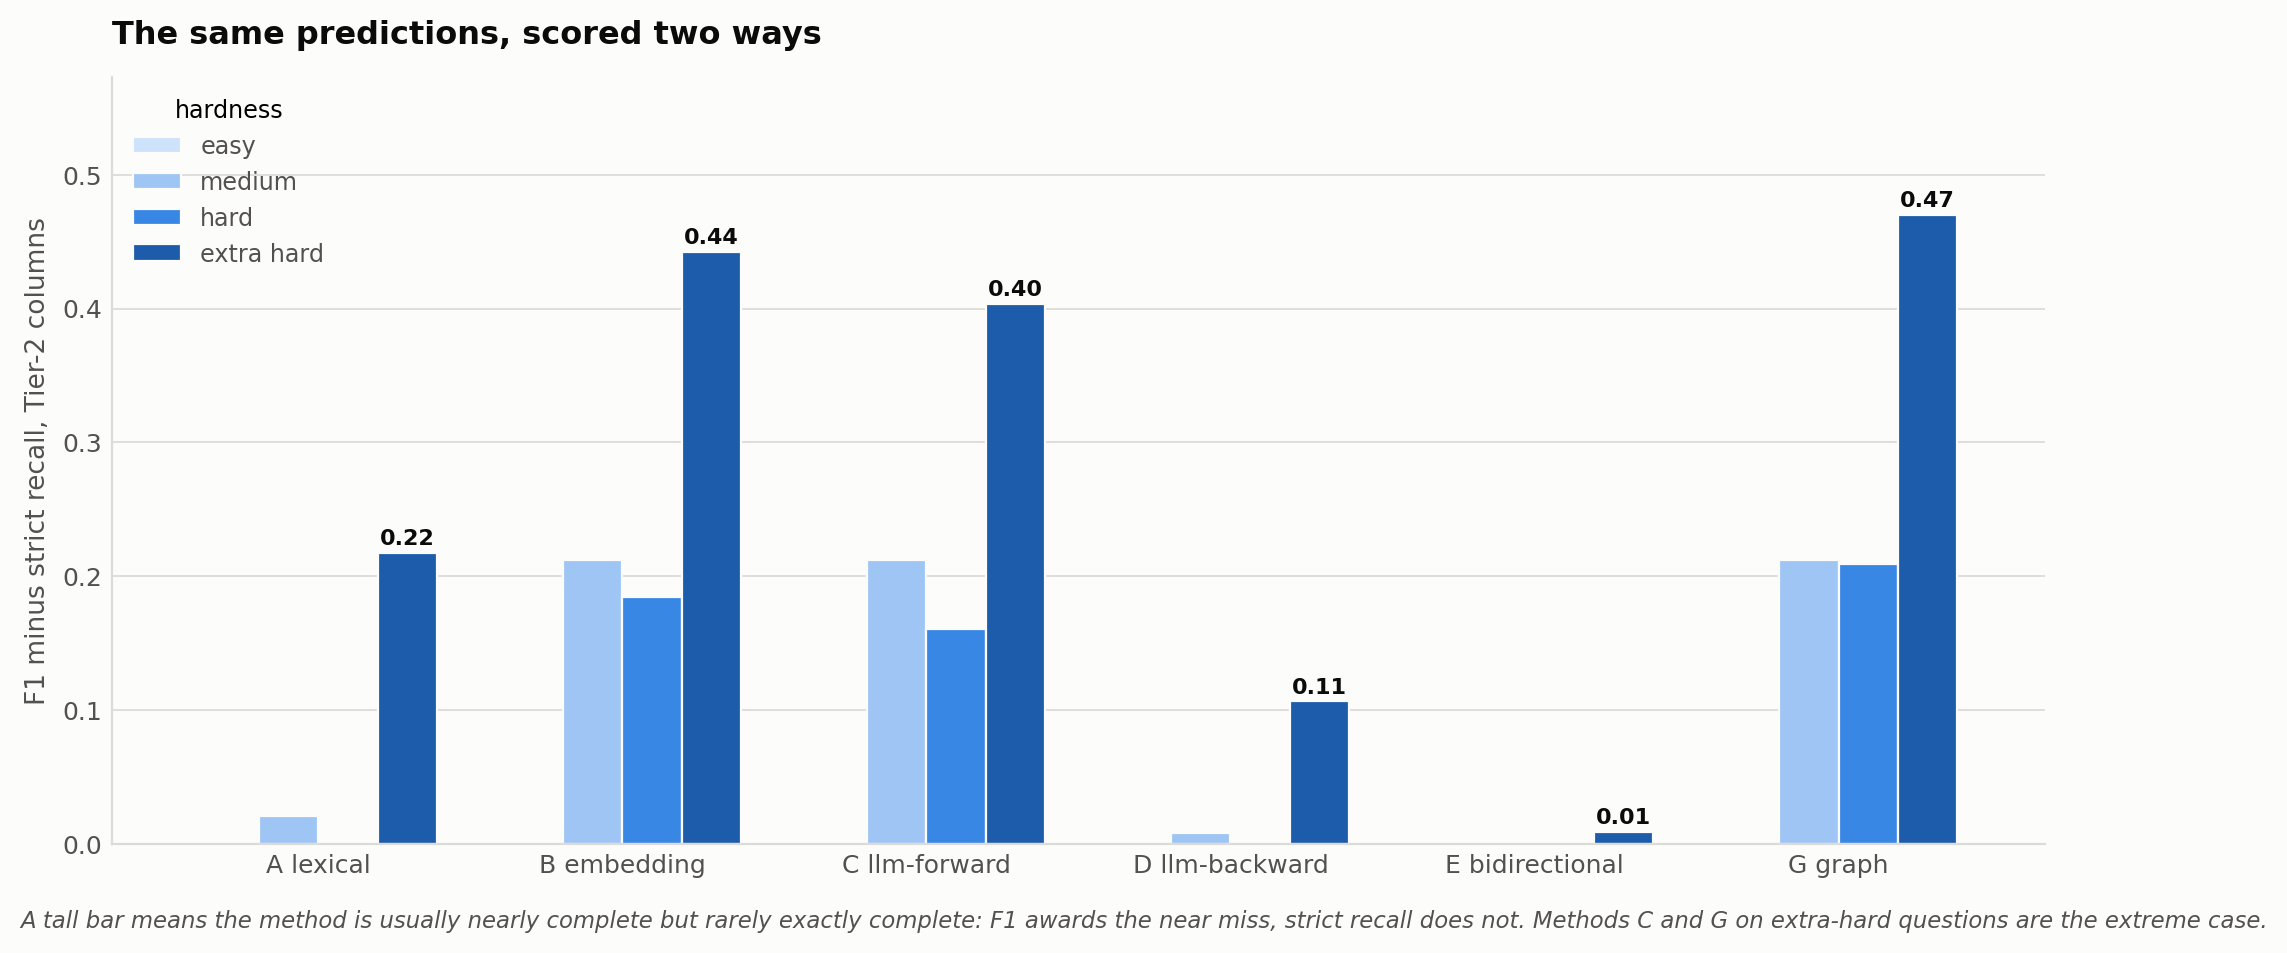 The same predictions, scored two ways
F1 minus strict recall, Tier-2 columns
hardness
easy
medium
hard
extra hard
0.5
0.4
0.3
0.2
0.1
0.0
0.22
0.44
0.40
0.11
0.01
0.47
A lexical
B embedding
C llm-forward
D llm-backward
E bidirectional
G graph
A tall bar means the method is usually nearly complete but rarely exactly complete: F1 awards the near miss, strict recall does not. Methods C and G on extra-hard questions are the extreme case.